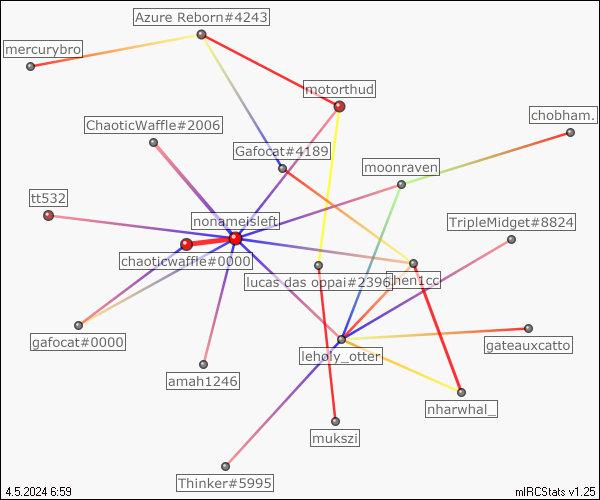 Azure Reborn#4243
mercurybro
motorthud
chobham.
ChaoticWaffle#2006
Gafocat#4189
moonraven
tt532
nonameisleft
TripleMidget#8824
chaoticwaffle#0000
lucas das oppai#2396
hen1cc
gafocat#0000
leholy_otter
gateauxcatto
amah1246
nharwhal_
mukszi
Thinker#5995
4.5.2024 6:59
mIRCStats v1.25